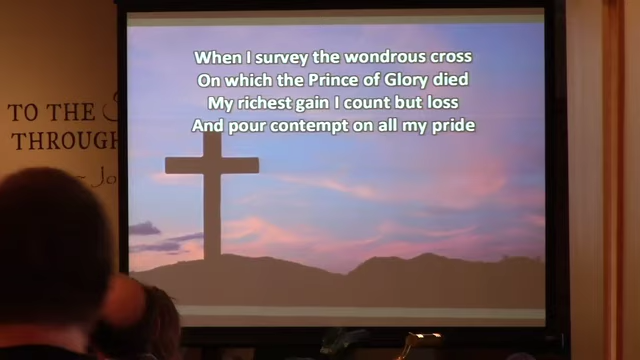 When I survey the wondrous cross
On which the Prince of Glory died
My richest gain I count but loss
And pour contempt on all my pride
TO THE
THROUGH